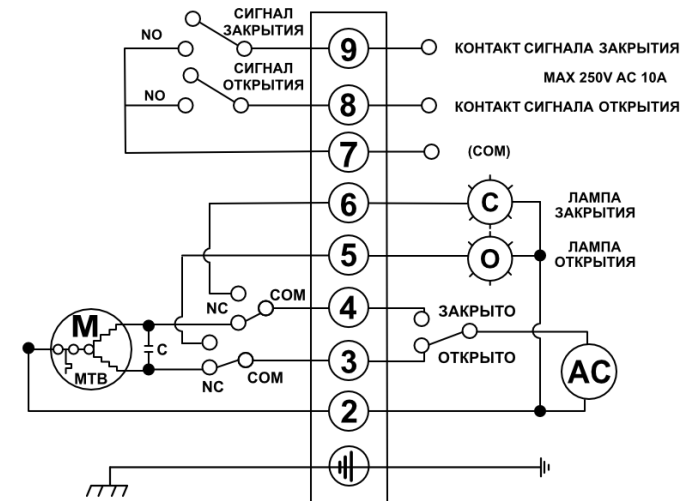 СИГНАЛ
ЗАКРЫТИЯ
NO
9
КОНТАКТ СИГНАЛА ЗАКРЫТИЯ
СИГНАЛ
ОТКРЫТИЯ
MAX 250V AC 10A
NO
8
КОНТАКТ СИГНАЛА ОТКРЫТИЯ
7
(COM)
6
C
ЛАМПА
ЗАКРЫТИЯ
5
O
ЛАМПА
ОТКРЫТИЯ
NC
COM
4
ЗАКРЫТО
M
C
MTB
NC
COM
3
ОТКРЫТО
AC
2